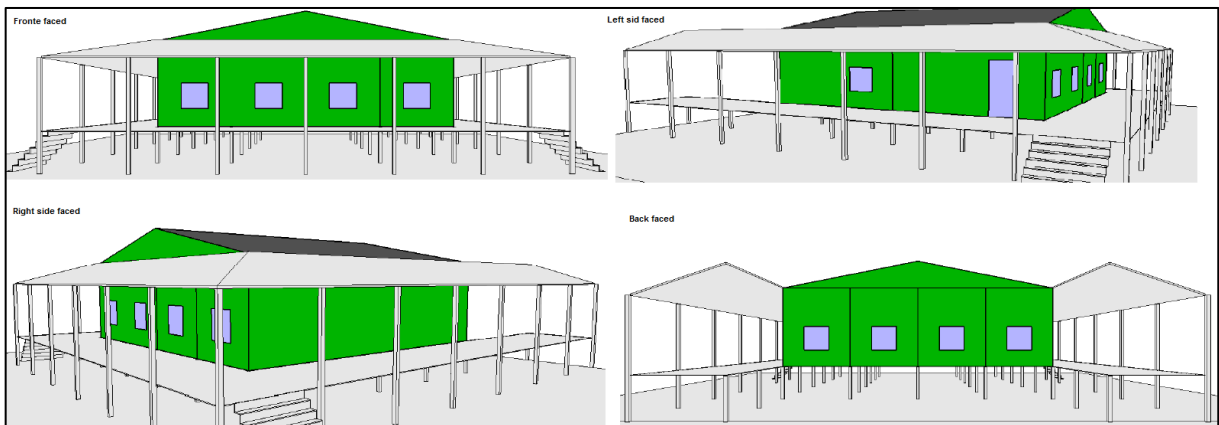 Fronte faced
Left sid faced
Right side faced
Back faced